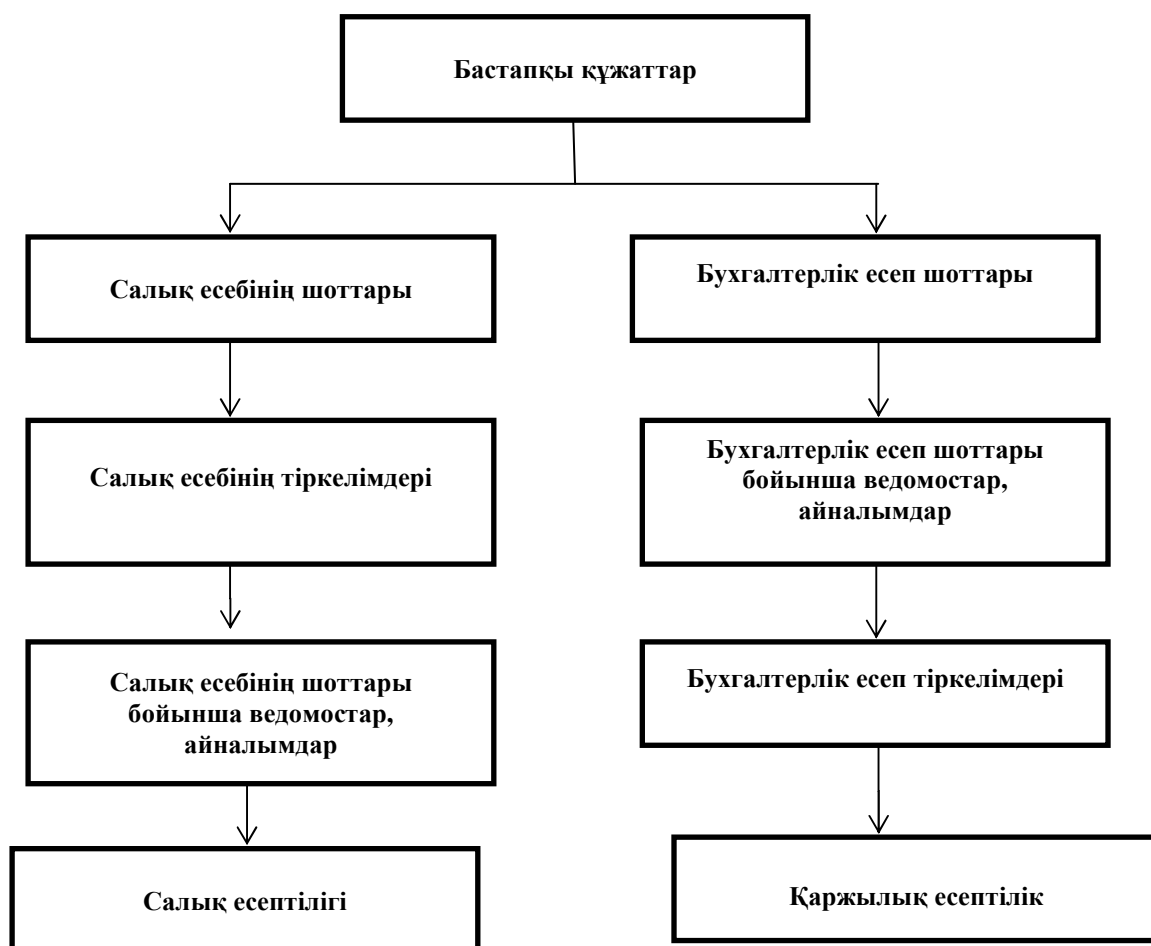 Бастапқы құжаттар
Салық есебінің шоттары
Бухгалтерлік есеп шоттары
Салық есебінің тіркелімдері
Бухгалтерлік есеп шоттары
бойынша ведомостар,
айналымдар
Салық есебінің шоттары
бойынша ведомостар,
айналымдар
Бухгалтерлік есеп тіркелімдері
Салық есептілігі
Қаржылық есептілік